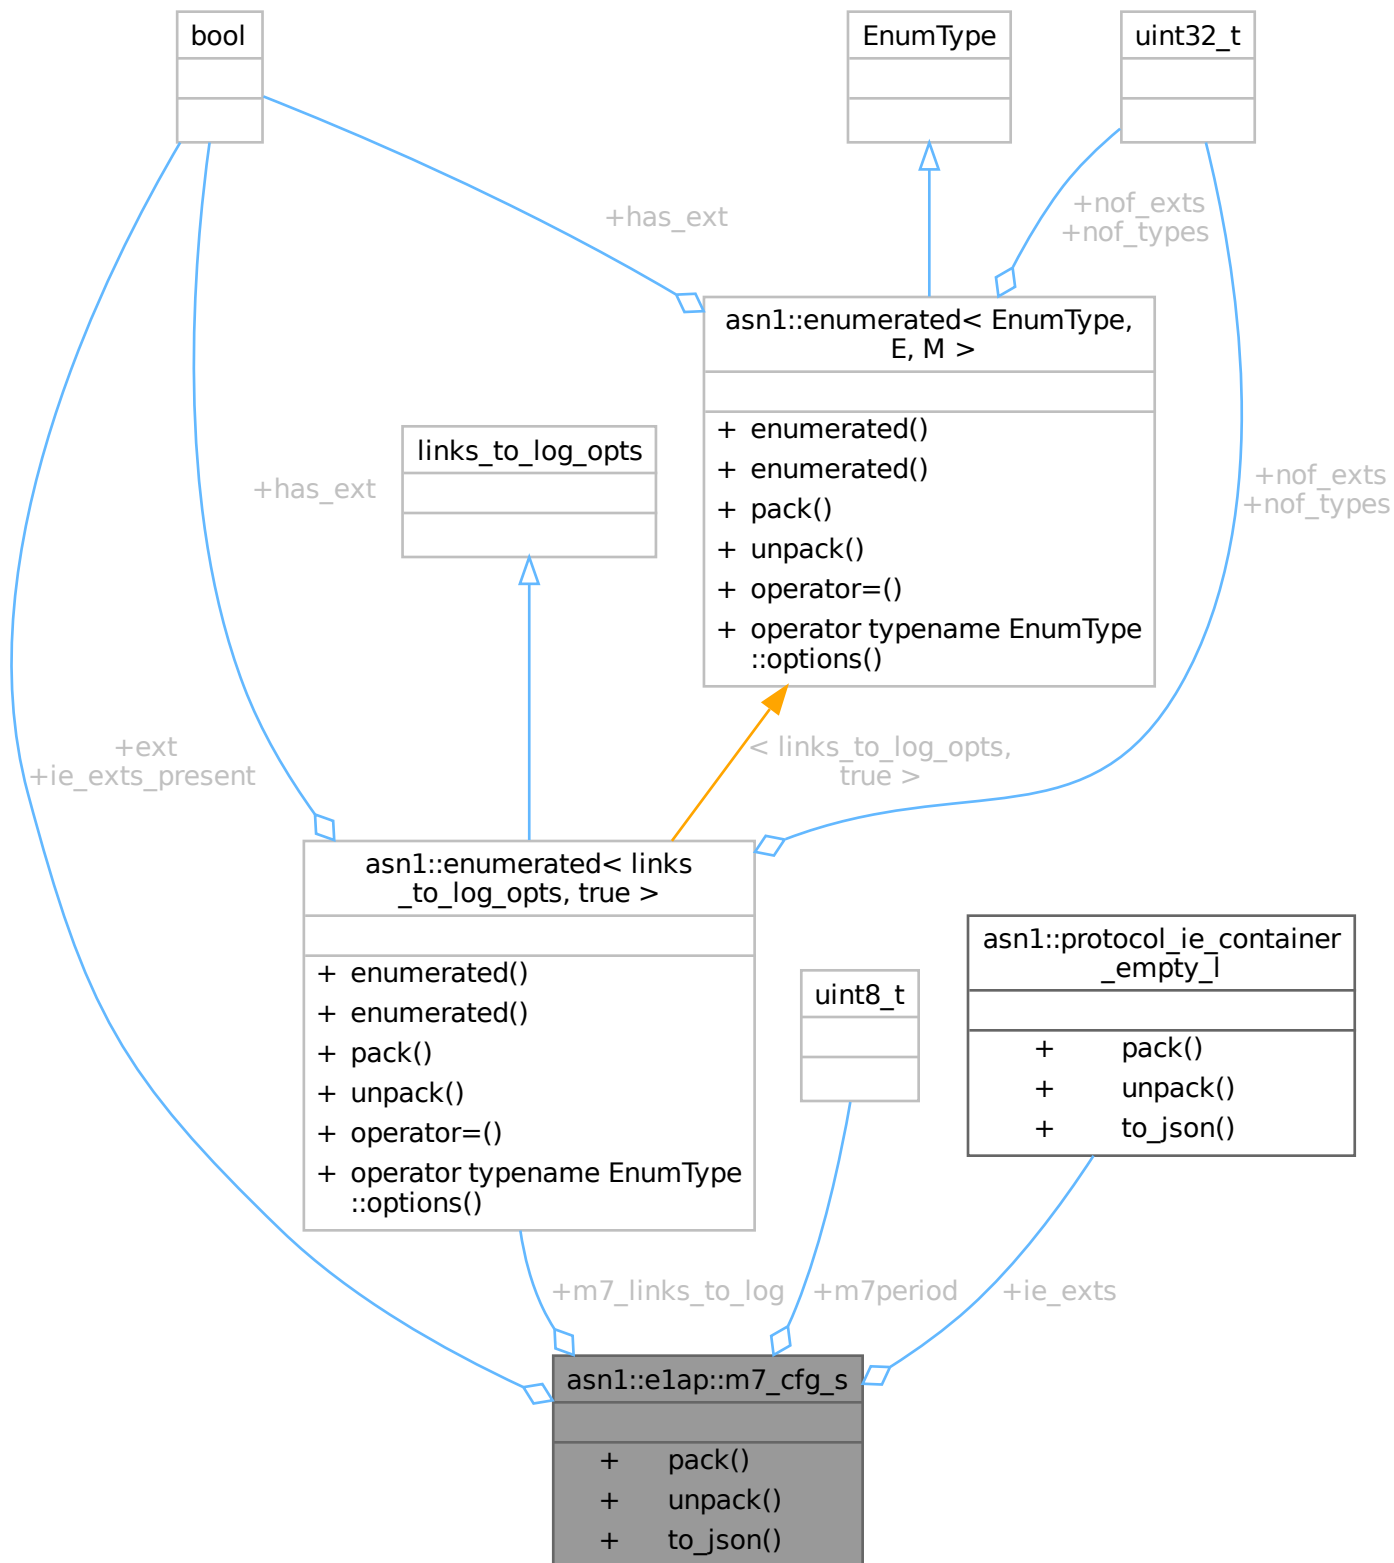 bool
EnumType
uint32_t
+has_ext
+nof_exts
+nof_types
asn1::enumerated< EnumType,
E, M >
+ enumerated()
+ enumerated()
+ pack()
+ unpack()
+ operator=()
+ operator typename EnumType
::options()
links_to_log_opts
+has_ext
+nof_exts
+nof_types
+ext
+ie_exts_present
< links_to_log_opts,
true >
asn1::enumerated< links
_to_log_opts, true >
+ enumerated()
+ enumerated()
+ pack()
+ unpack()
+ operator=()
+ operator typename EnumType
::options()
uint8_t
asn1::protocol_ie_container
_empty_l
+ pack()
+ unpack()
+ to_json()
+m7_links_to_log
+m7period
+ie_exts
asn1::e1ap::m7_cfg_s
+ pack()
+ unpack()
+ to_json()